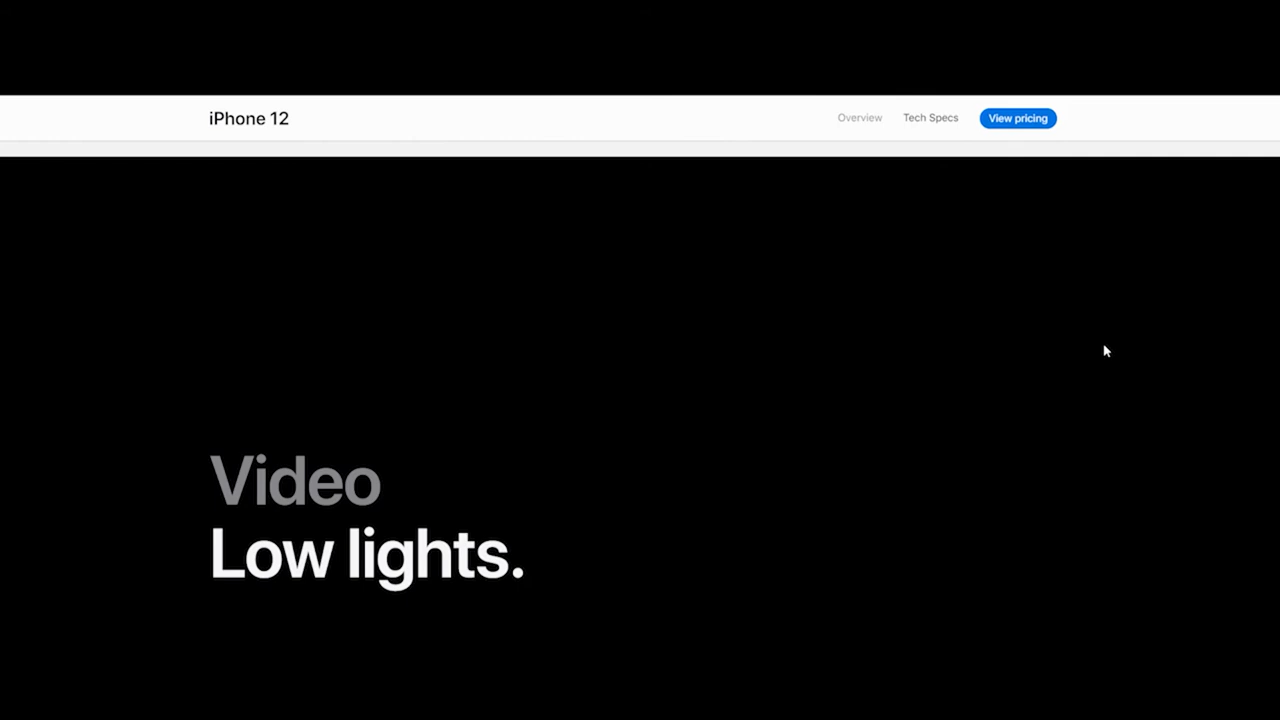 iPhone 12
Overview
Tech Specs
View pricing
Video
Low lights.